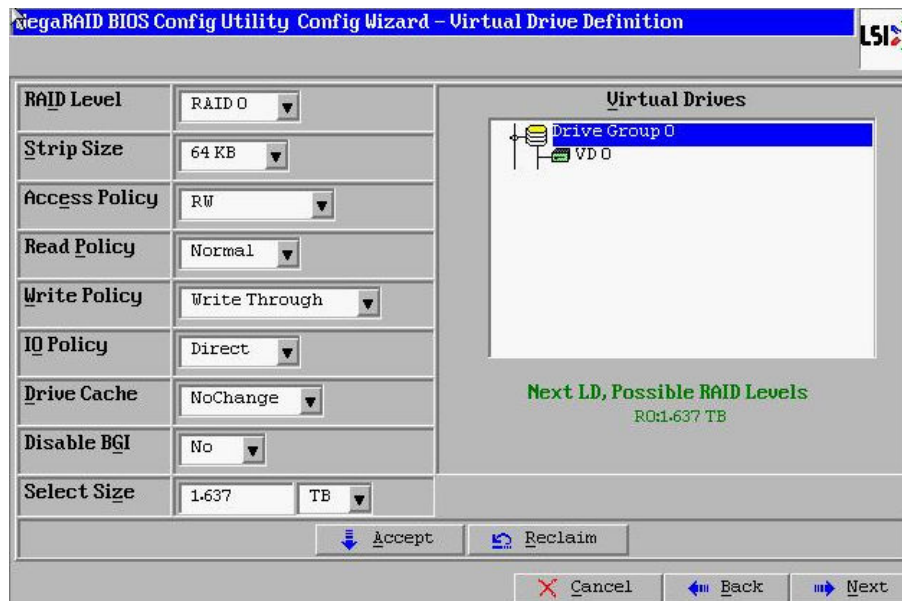 MegaRAID BIOS Config Utility Config Wizard – Virtual Drive Definition
LSI
RAID Level
RAID 0
Strip Size
64 KB
Access Policy
RW
Read Policy
Normal
Write Policy
Write Through
IO Policy
Direct
Drive Cache
NoChange
Disable BGI
No
Select Size
1.637
TB
Virtual Drives
Drive Group 0
VD 0
Next LD, Possible RAID Levels
R0:1.637 TB
Accept
Reclaim
Cancel
Back
Next